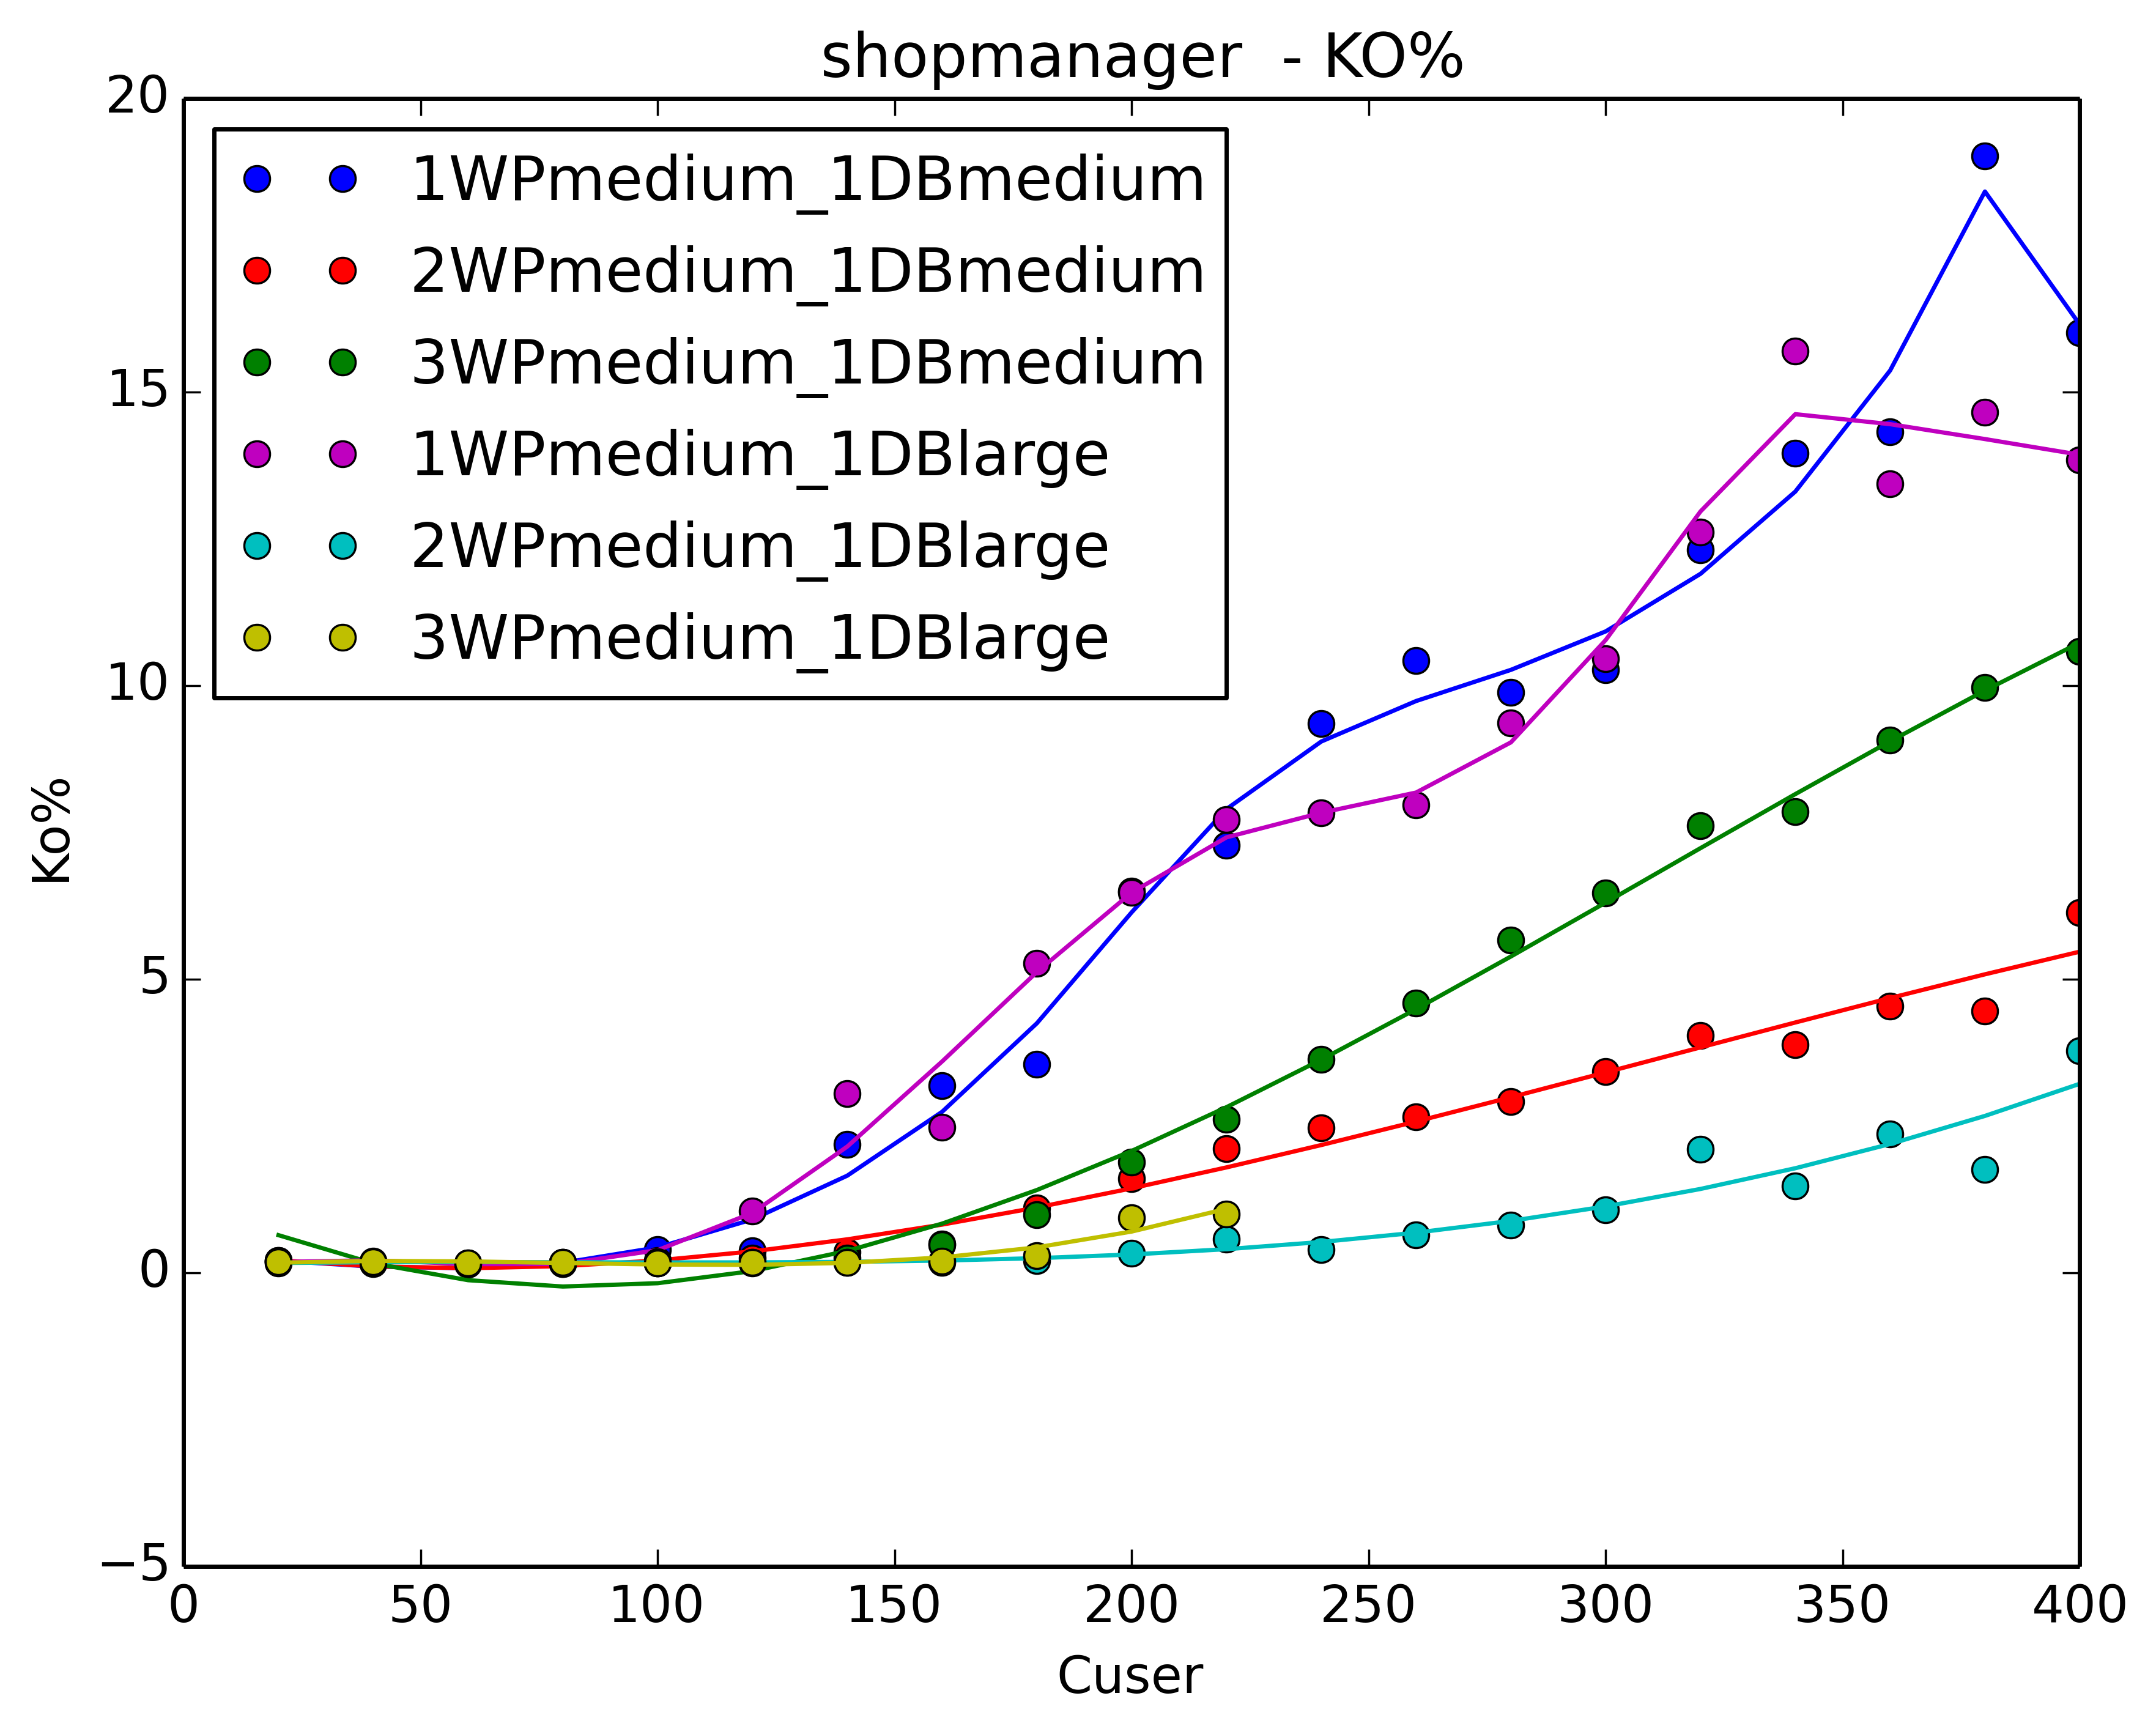 shopmanager  - KO%
20
15
10
5
0
−5
Ko%
1WPmedium_1DBmedium
2WPmedium_1DBmedium
3WPmedium_1DBmedium
1WPmedium_1DBlarge
2WPmedium_1DBlarge
3WPmedium_1DBlarge
0 50 100 150 200 250 300 350 400
Cuser